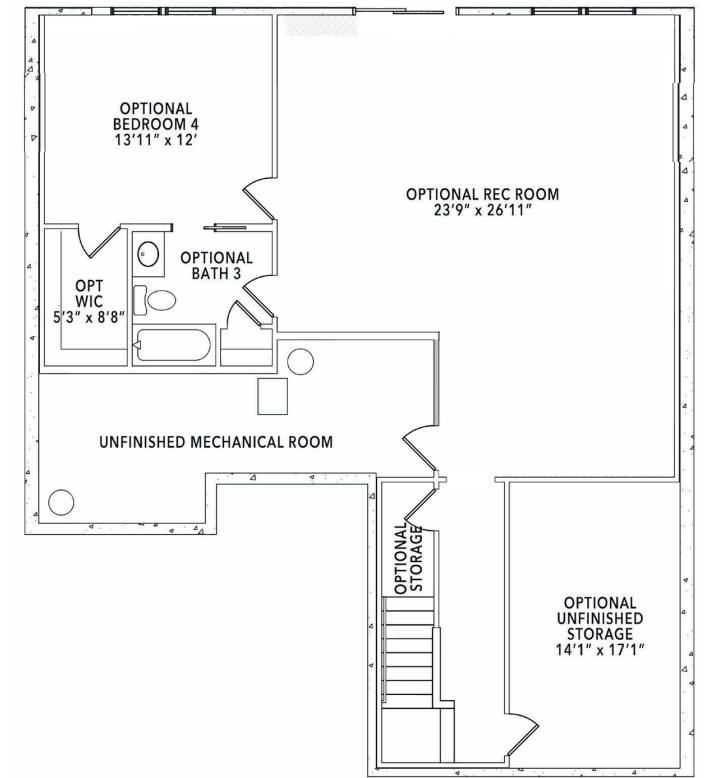 OPTIONAL
BEDROOM 4
13'11" x 12'
OPTIONAL REC ROOM
23'9" x 26'11"
OPTIONAL
BATH 3
OPT
WIC
5'3" x 8'8"
UNFINISHED MECHANICAL ROOM
OPTIONAL
STORAGE
OPTIONAL
UNFINISHED
STORAGE
14'1" x 17'1"